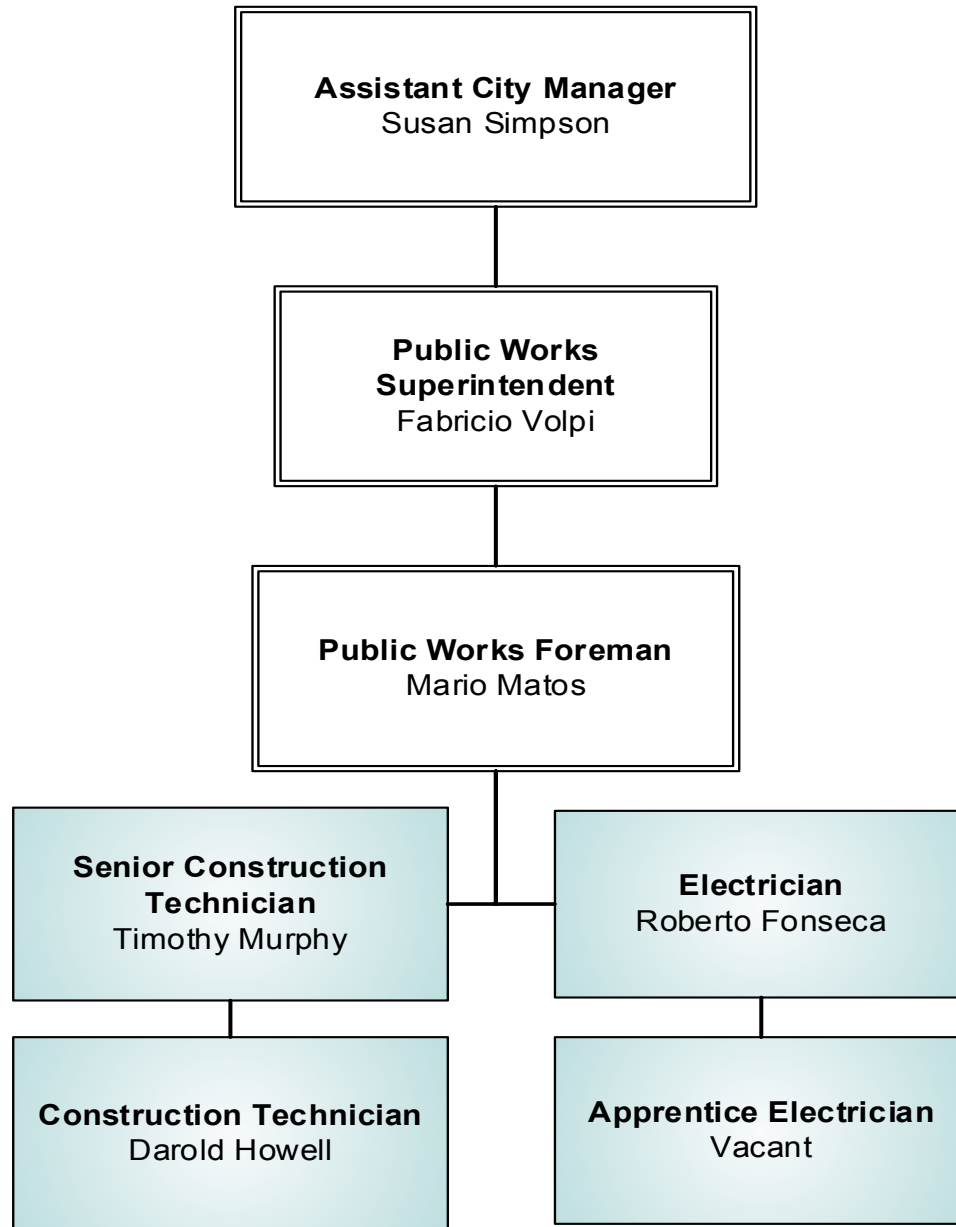 Assistant City Manager
Susan Simpson
Public Works
Superintendent
Fabricio Volpi
Public Works Foreman
Mario Matos
Senior Construction
Technician
Timothy Murphy
Electrician
Roberto Fonseca
Construction Technician
Darold Howell
Apprentice Electrician
Vacant